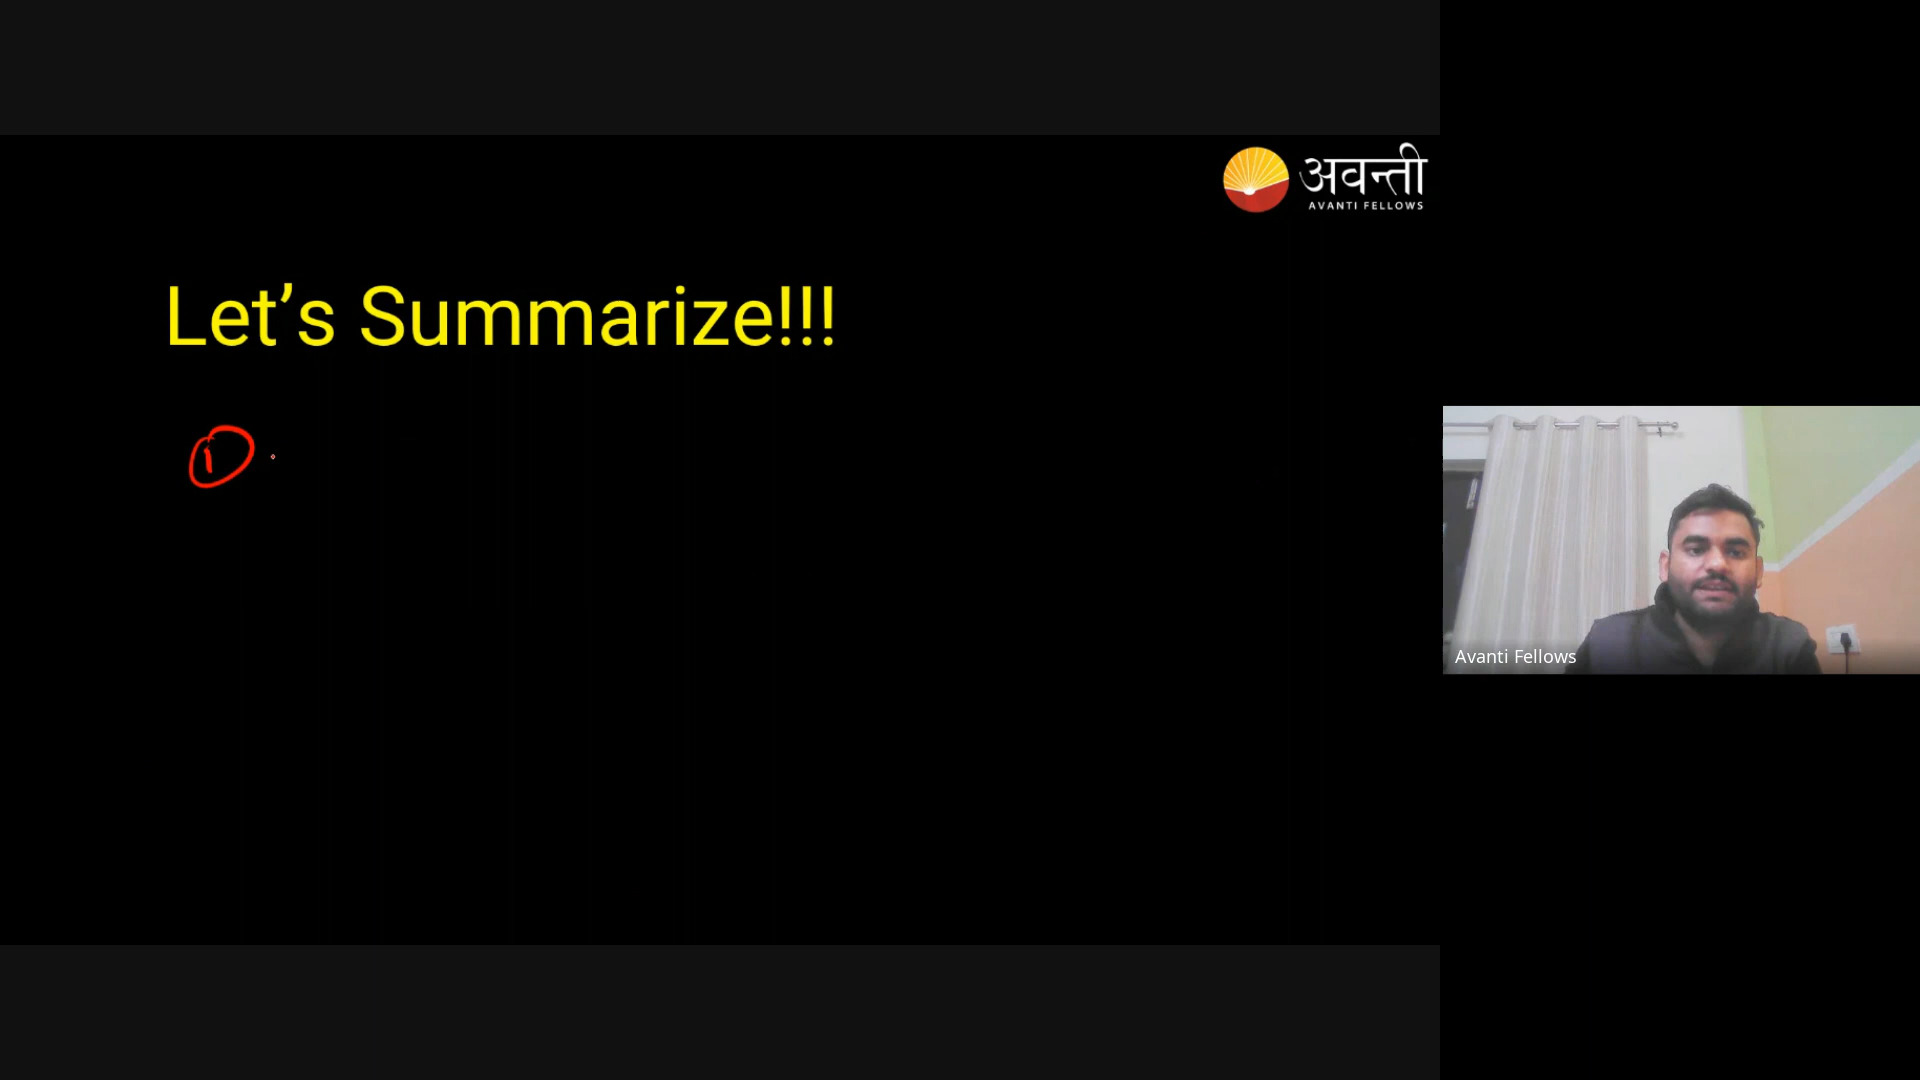 अवन्ती
AVANTI FELLOWS
Let’s Summarize!!!
1
Avanti Fellows